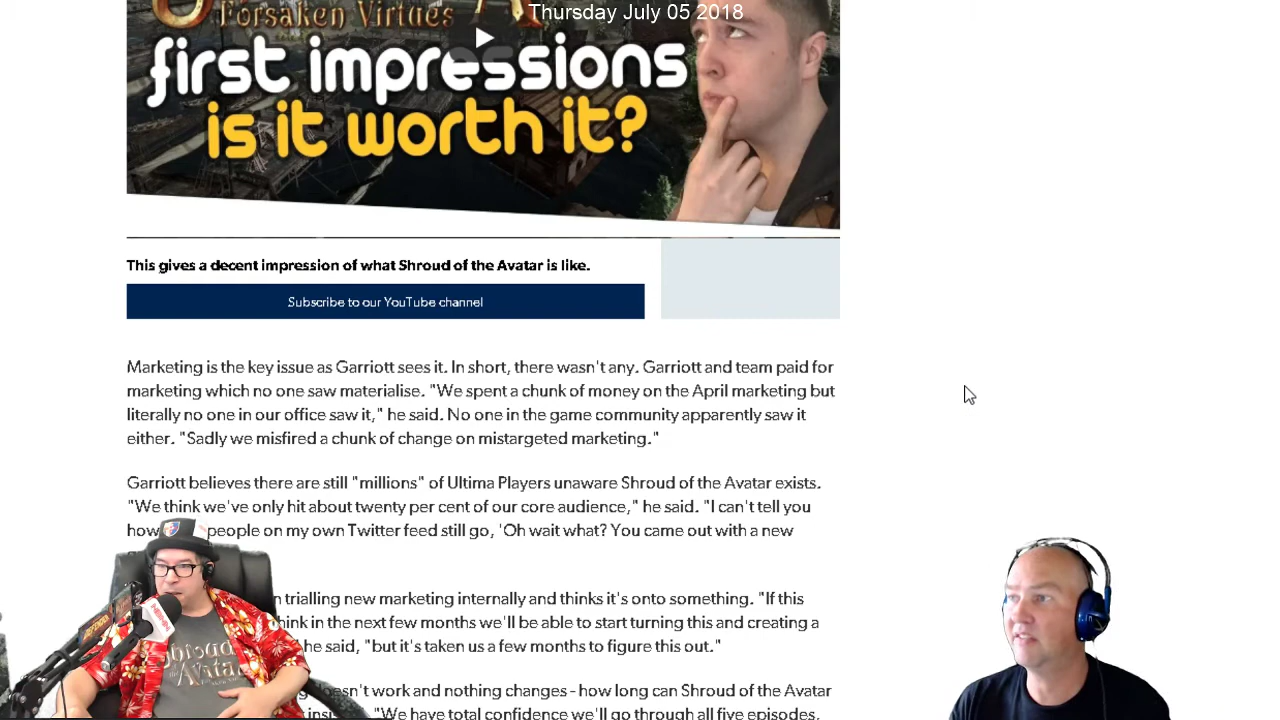 Thursday July 05 2018
Forsaken Virtues
first impressions
is it worth it?
This gives a decent impression of what Shroud of the Avatar is like.
Subscribe to our YouTube channel
Marketing is the key issue as Garriott sees it. In short, there wasn't any. Garriott and team paid for
marketing which no one saw materialise. "We spent a chunk of money on the April marketing but
literally no one in our office saw it," he said. No one in the game community apparently saw it
either. "Sadly we misfired a chunk of change on mistargeted marketing."
Garriott believes there are still "millions" of Ultima Players unaware Shroud of the Avatar exists.
"We think we've only hit about twenty per cent of our core audience," he said. "I can't tell you
how people on my own Twitter feed still go, 'Oh wait what? You came out with a new
trialling new marketing internally and thinks it's onto something. "If this
think in the next few months we'll be able to start turning this and creating a
he said, "but it's taken us a few months to figure this out."
doesn't work and nothing changes - how long can Shroud of the Avatar
"We have total confidence we'll go through all five episodes,